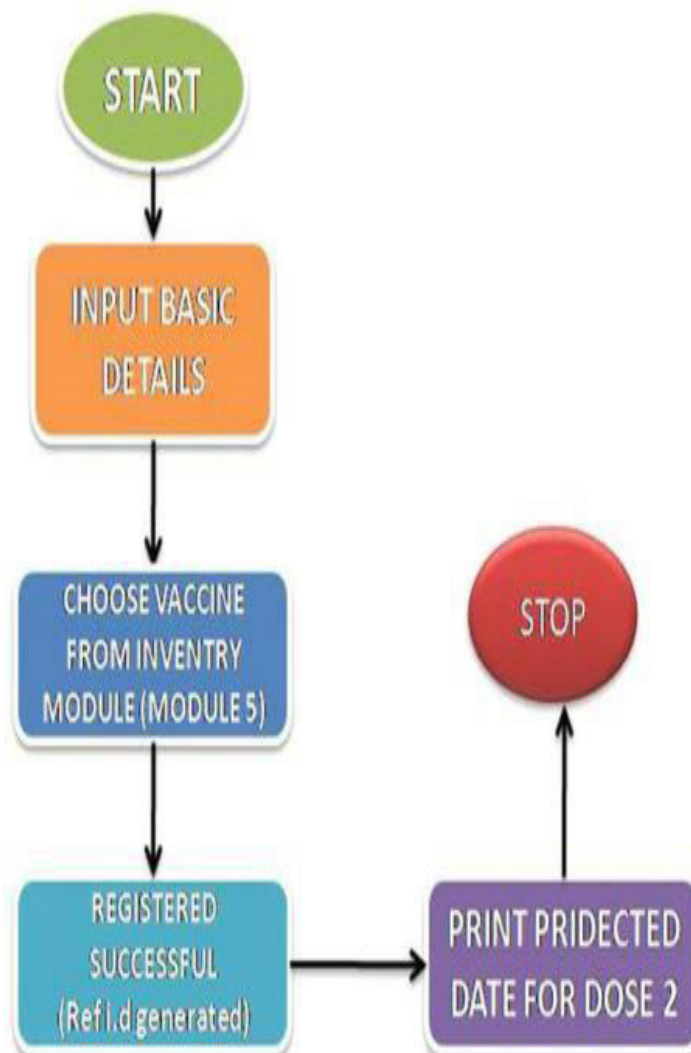 START
INPUT BASIC
DETAILS
CHOOSE VACCINE
FROM INVENTRY
MODULE (MODULE 5)
REGISTERED
SUCCESSFUL
(Ref i.d generated)
PRINT PRIDECTED
DATE FOR DOSE 2
STOP